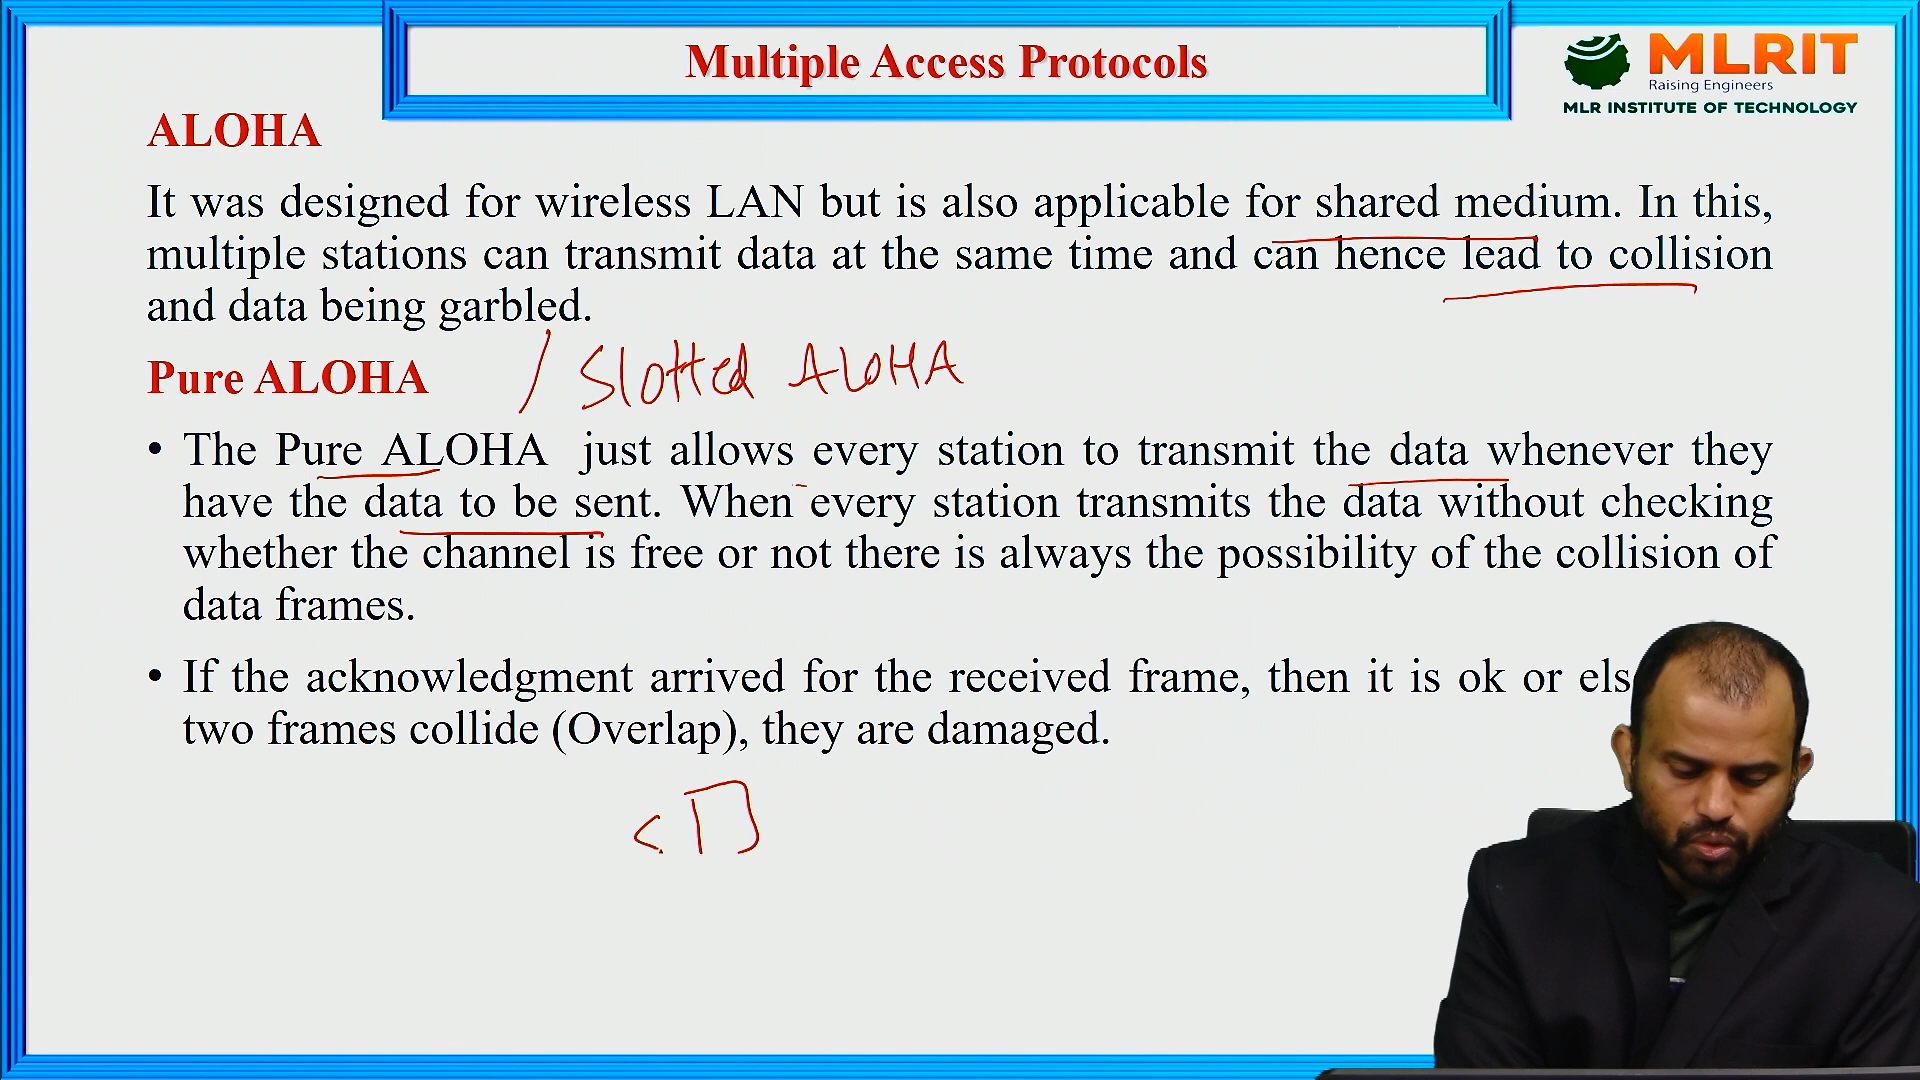 Multiple Access Protocols
MLRIT
Raising Engineers
MLR INSTITUTE OF TECHNOLOGY
ALOHA
It was designed for wireless LAN but is also applicable for shared medium. In this,
multiple stations can transmit data at the same time and can hence lead to collision
and data being garbled.
Pure ALOHA / Slotted ALOHA
• The Pure ALOHA just allows every station to transmit the data whenever they
have the data to be sent. When every station transmits the data without checking
whether the channel is free or not there is always the possibility of the collision of
data frames.
• If the acknowledgment arrived for the received frame, then it is ok or els
two frames collide (Overlap), they are damaged.